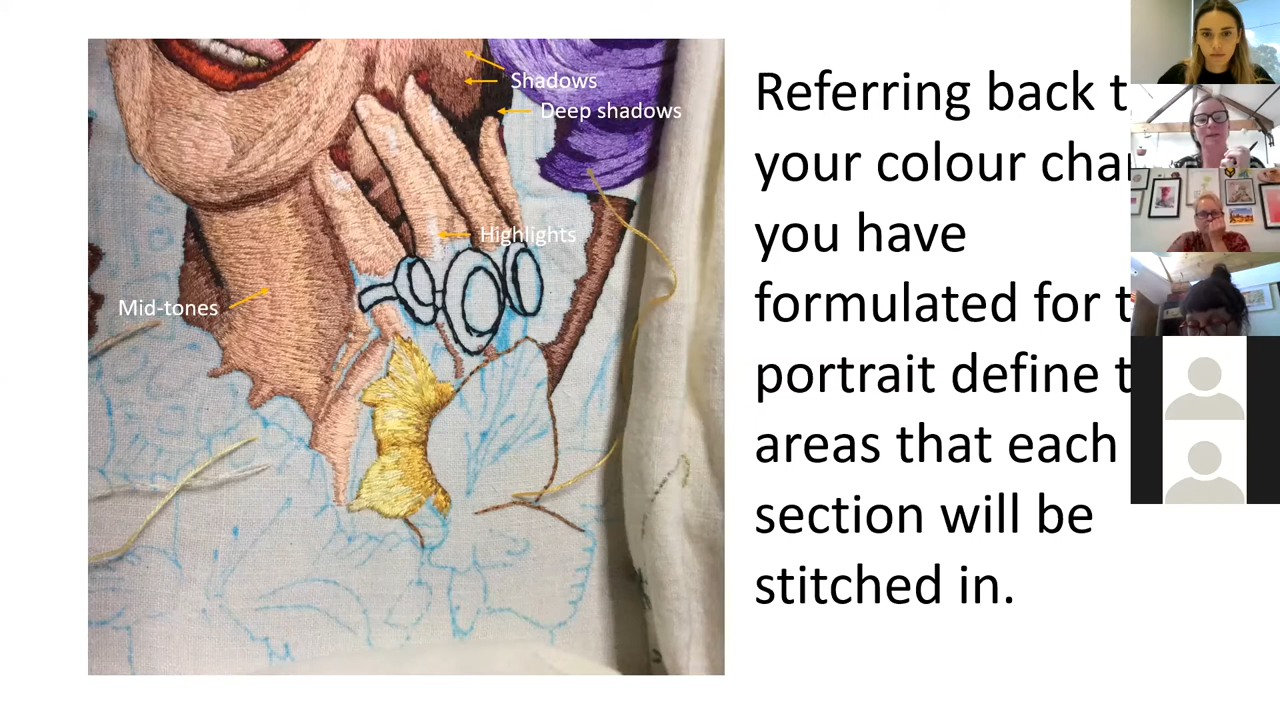 Shadows
Deep shadows
Highlights
Mid-tones
Referring back
your colour
you have
formulated for
portrait define
areas that each
section will be
stitched in.